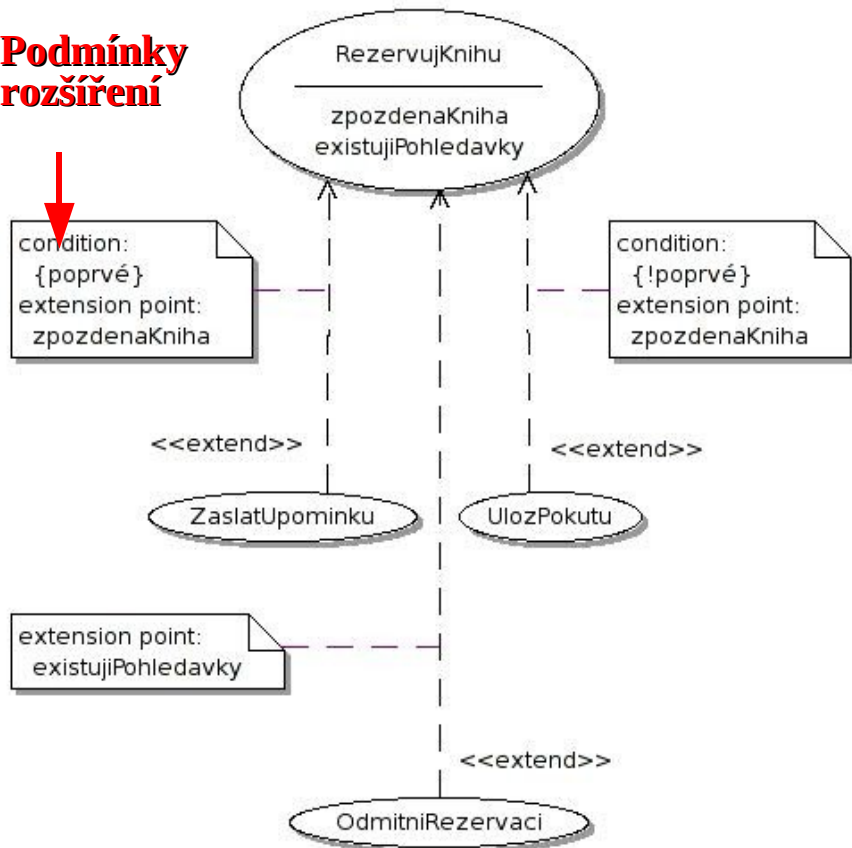 Podmínky
rozšíření
RezervujKnihu
zpozdenaKniha
existujiPohledavky
condition:
{poprvé}
extension point:
zpozdenaKniha
condition:
{!poprvé}
extension point:
zpozdenaKniha
<<extend>>
<<extend>>
ZaslatUpominku
UlozPokutu
extension point:
existujiPohledavky
<<extend>>
OdmitniRezervaci